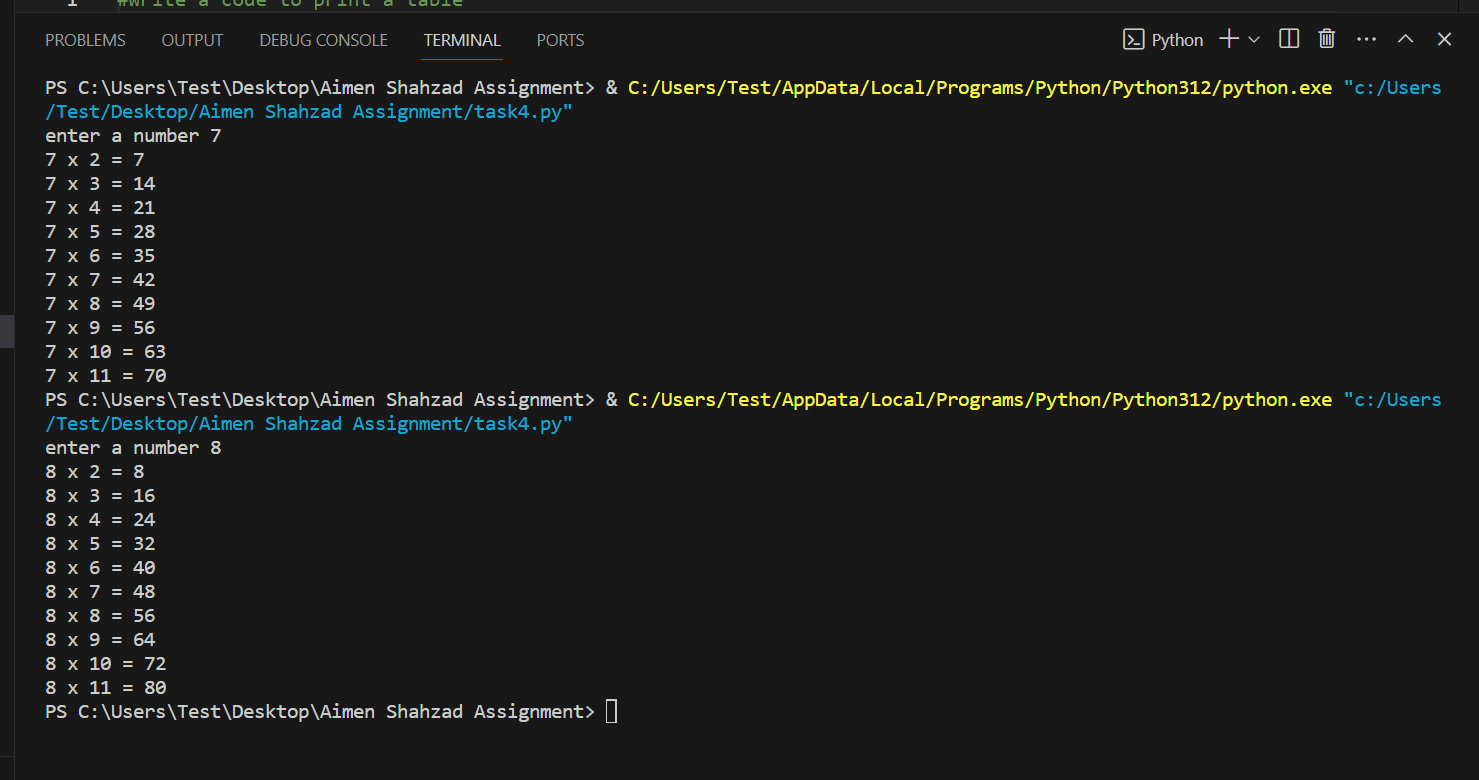 1 #write a code to print a table
PROBLEMS OUTPUT DEBUG CONSOLE TERMINAL PORTS Python
PS C:\Users\Test\Desktop\Aimen Shahzad Assignment> & C:/Users/Test/AppData/Local/Programs/Python/Python312/python.exe "c:/Users
/Test/Desktop/Aimen Shahzad Assignment/task4.py"
enter a number 7
7 x 2 = 7
7 x 3 = 14
7 x 4 = 21
7 x 5 = 28
7 x 6 = 35
7 x 7 = 42
7 x 8 = 49
7 x 9 = 56
7 x 10 = 63
7 x 11 = 70
PS C:\Users\Test\Desktop\Aimen Shahzad Assignment> & C:/Users/Test/AppData/Local/Programs/Python/Python312/python.exe "c:/Users
/Test/Desktop/Aimen Shahzad Assignment/task4.py"
enter a number 8
8 x 2 = 8
8 x 3 = 16
8 x 4 = 24
8 x 5 = 32
8 x 6 = 40
8 x 7 = 48
8 x 8 = 56
8 x 9 = 64
8 x 10 = 72
8 x 11 = 80
PS C:\Users\Test\Desktop\Aimen Shahzad Assignment>